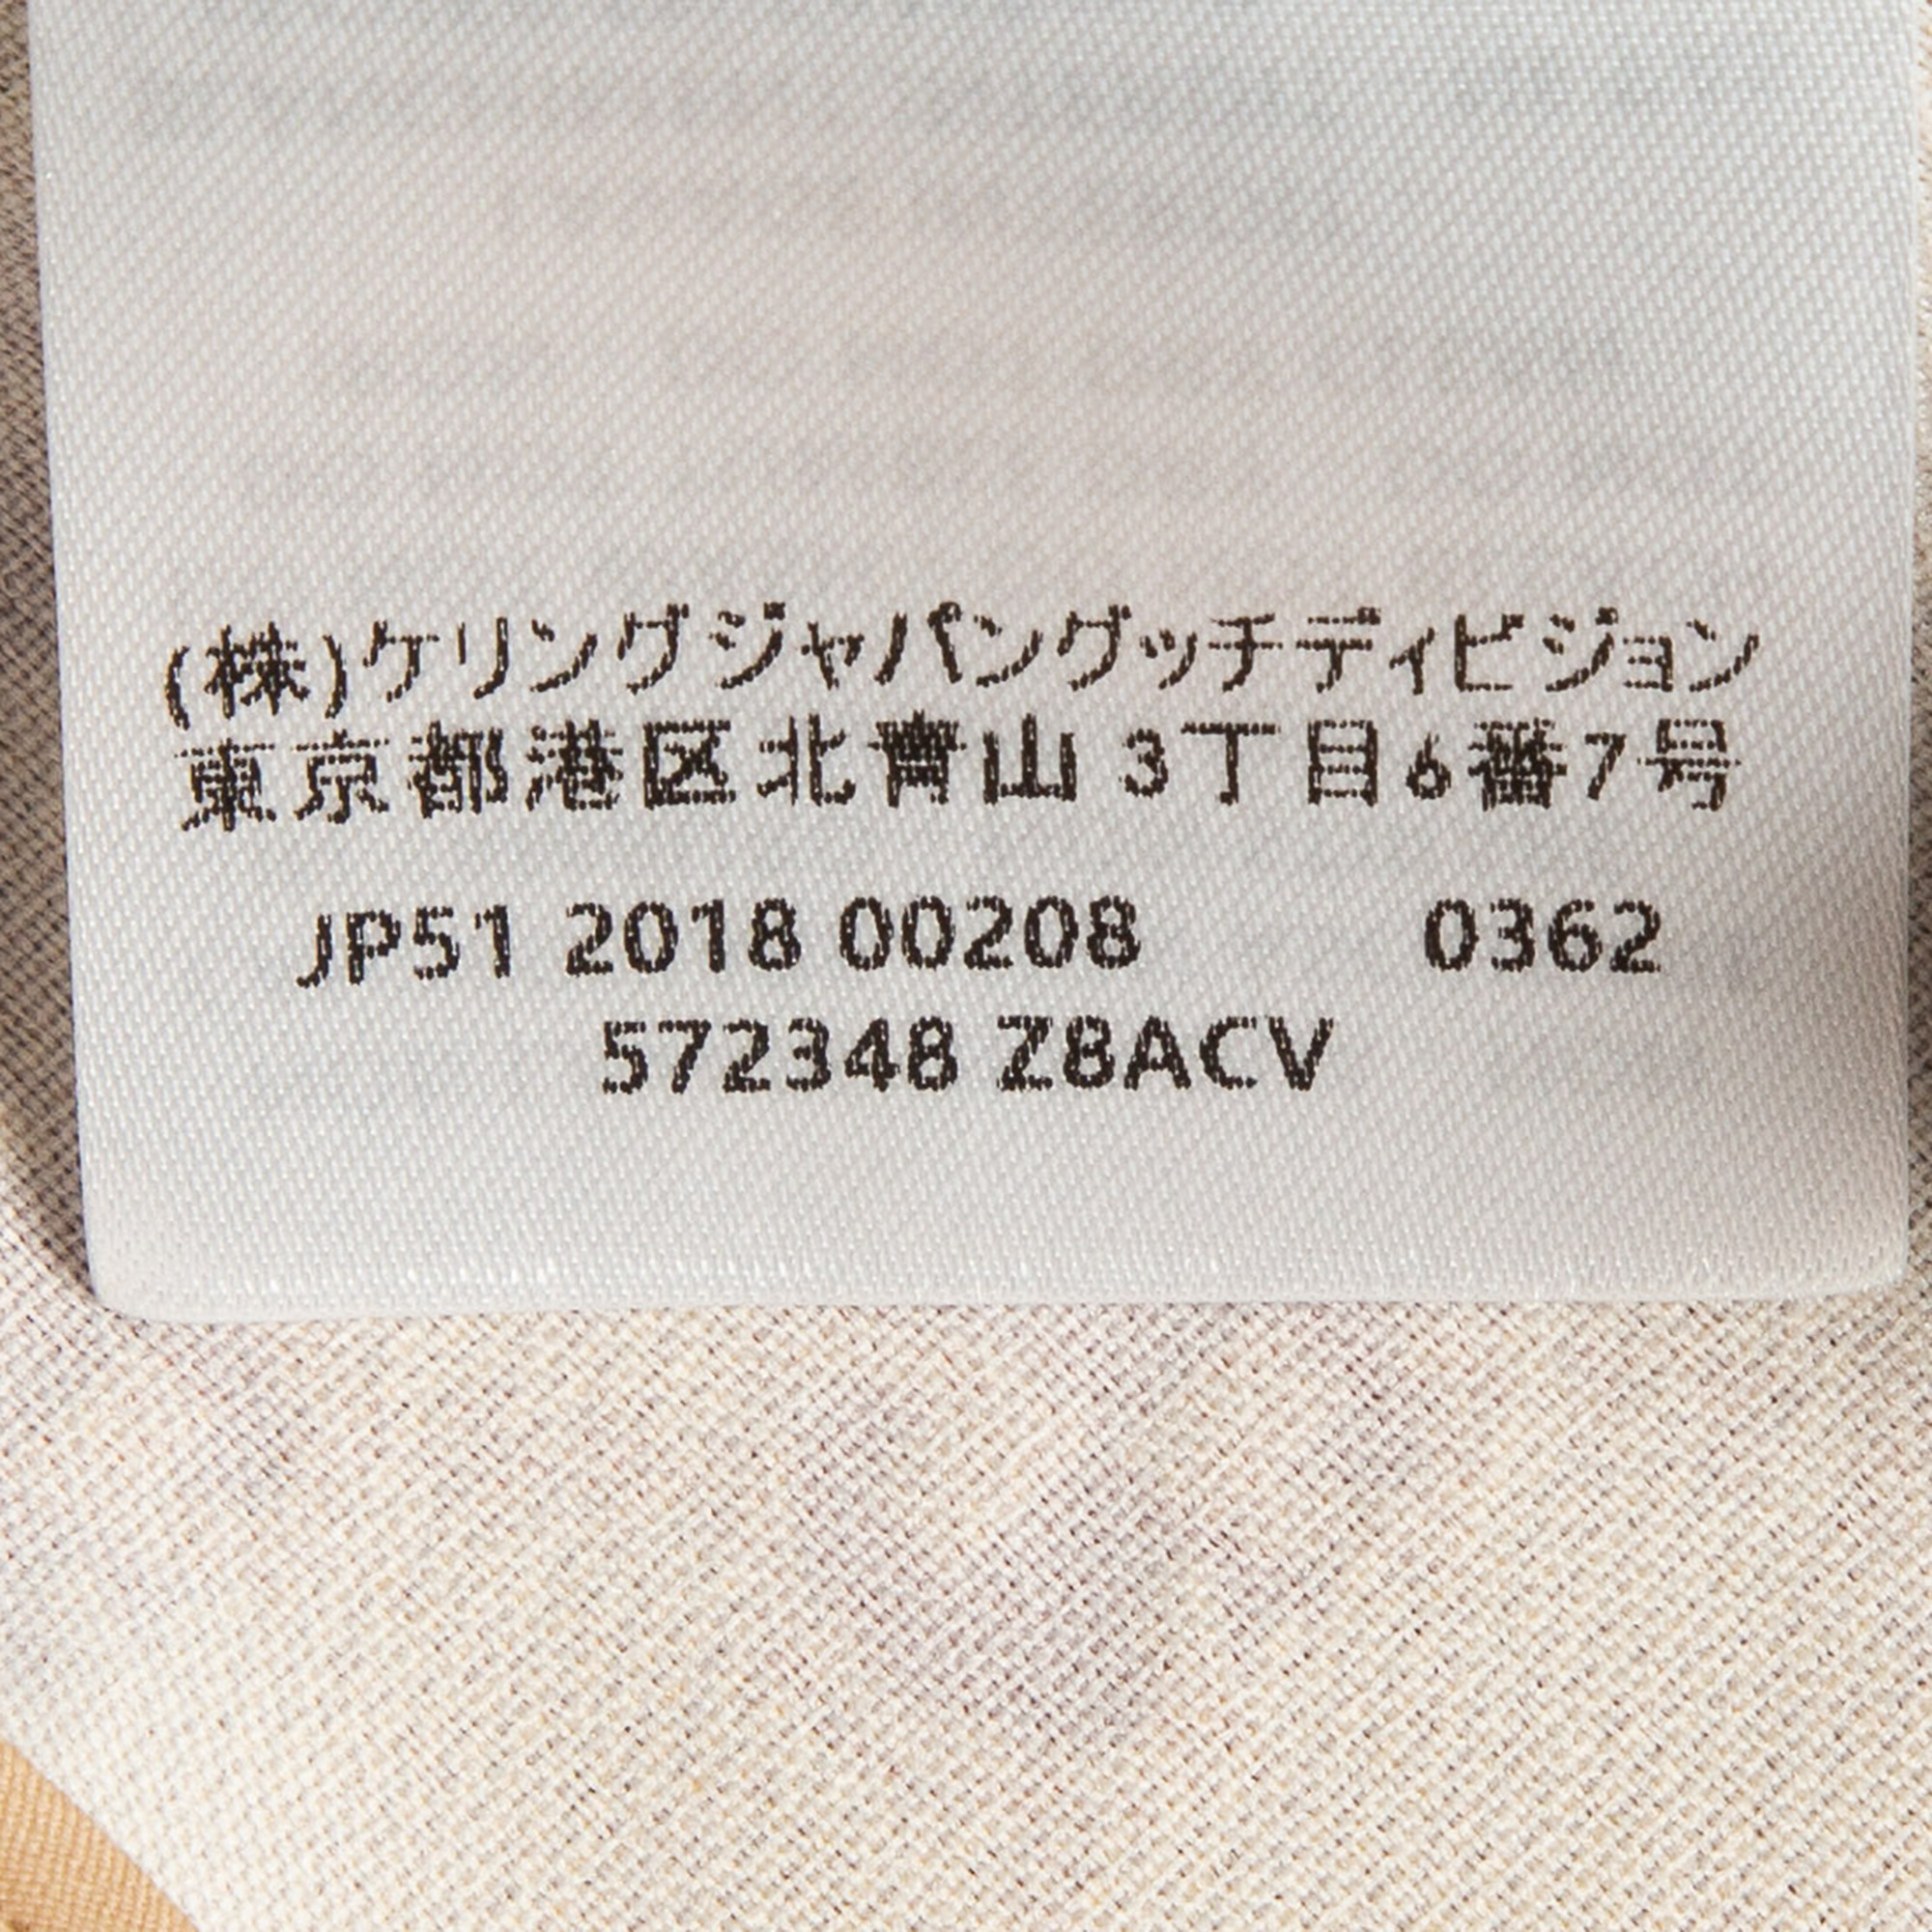 (株)ケリングジャパングッチディビジョン
東京都港区北青山 3丁目6番7号
JP51 2018 00208 0362
572348 Z8ACV